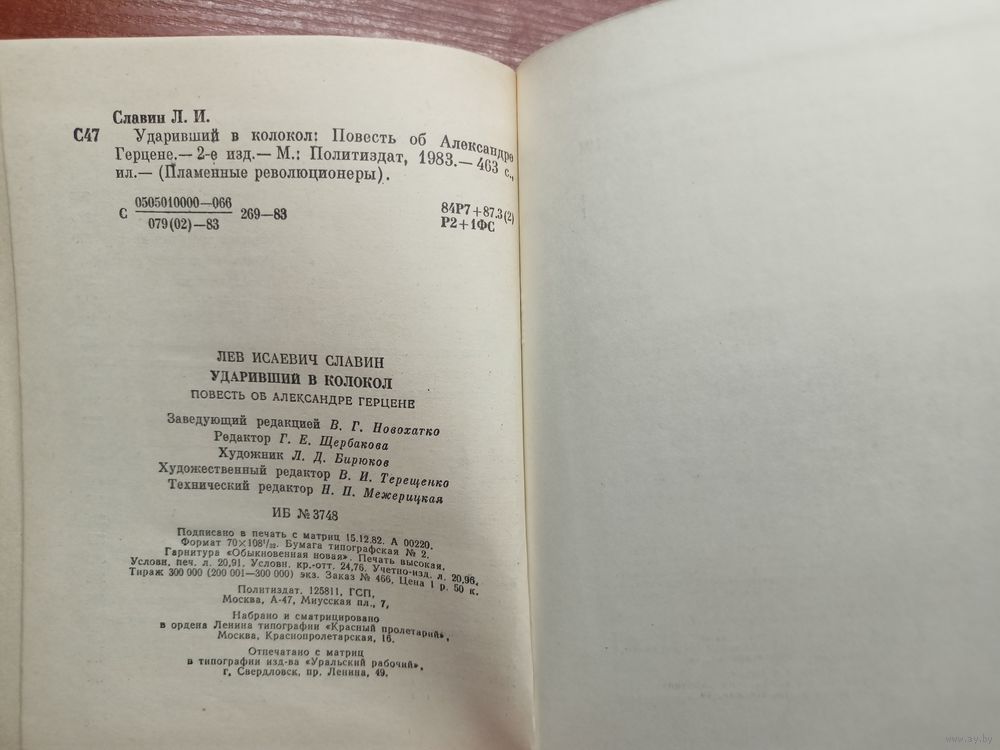 Славин Л. И.
С47 Ударивший в колокол: Повесть об Александре
Герцене.— 2-е изд.— М.: Политиздат, 1983.— 463 с.,
ил.— (Пламенные революционеры).
С 0505010000—066 / 079(02)—83 269—83
84Р7+87.3(2)
Р2+1ФС
ЛЕВ ИСАЕВИЧ СЛАВИН
УДАРИВШИЙ В КОЛОКОЛ
ПОВЕСТЬ ОБ АЛЕКСАНДРЕ ГЕРЦЕНЕ
Заведующий редакцией В. Г. Новохатко
Редактор Г. Е. Щербакова
Художник Л. Д. Бирюков
Художественный редактор В. И. Терещенко
Технический редактор Н. П. Межерицкая
ИБ № 3748
Подписано в печать с матриц 15.12.82. А 00220.
Формат 70×108¹/₃₂. Бумага типографская № 2.
Гарнитура «Обыкновенная новая». Печать высокая.
Условн. печ. л. 20,91. Условн. кр.-отт. 24,76. Учетно-изд. л. 20,96.
Тираж 300 000 (200 001—300 000) экз. Заказ № 466. Цена 1 р. 50 к.
Политиздат. 125811, ГСП,
Москва, А-47, Миусская пл., 7.
Набрано и сматрицировано
в ордена Ленина типографии «Красный пролетарий»,
Москва, Краснопролетарская, 16.
Отпечатано с матриц
в типографии изд-ва «Уральский рабочий»,
г. Свердловск, пр. Ленина, 49.
www.ay.by